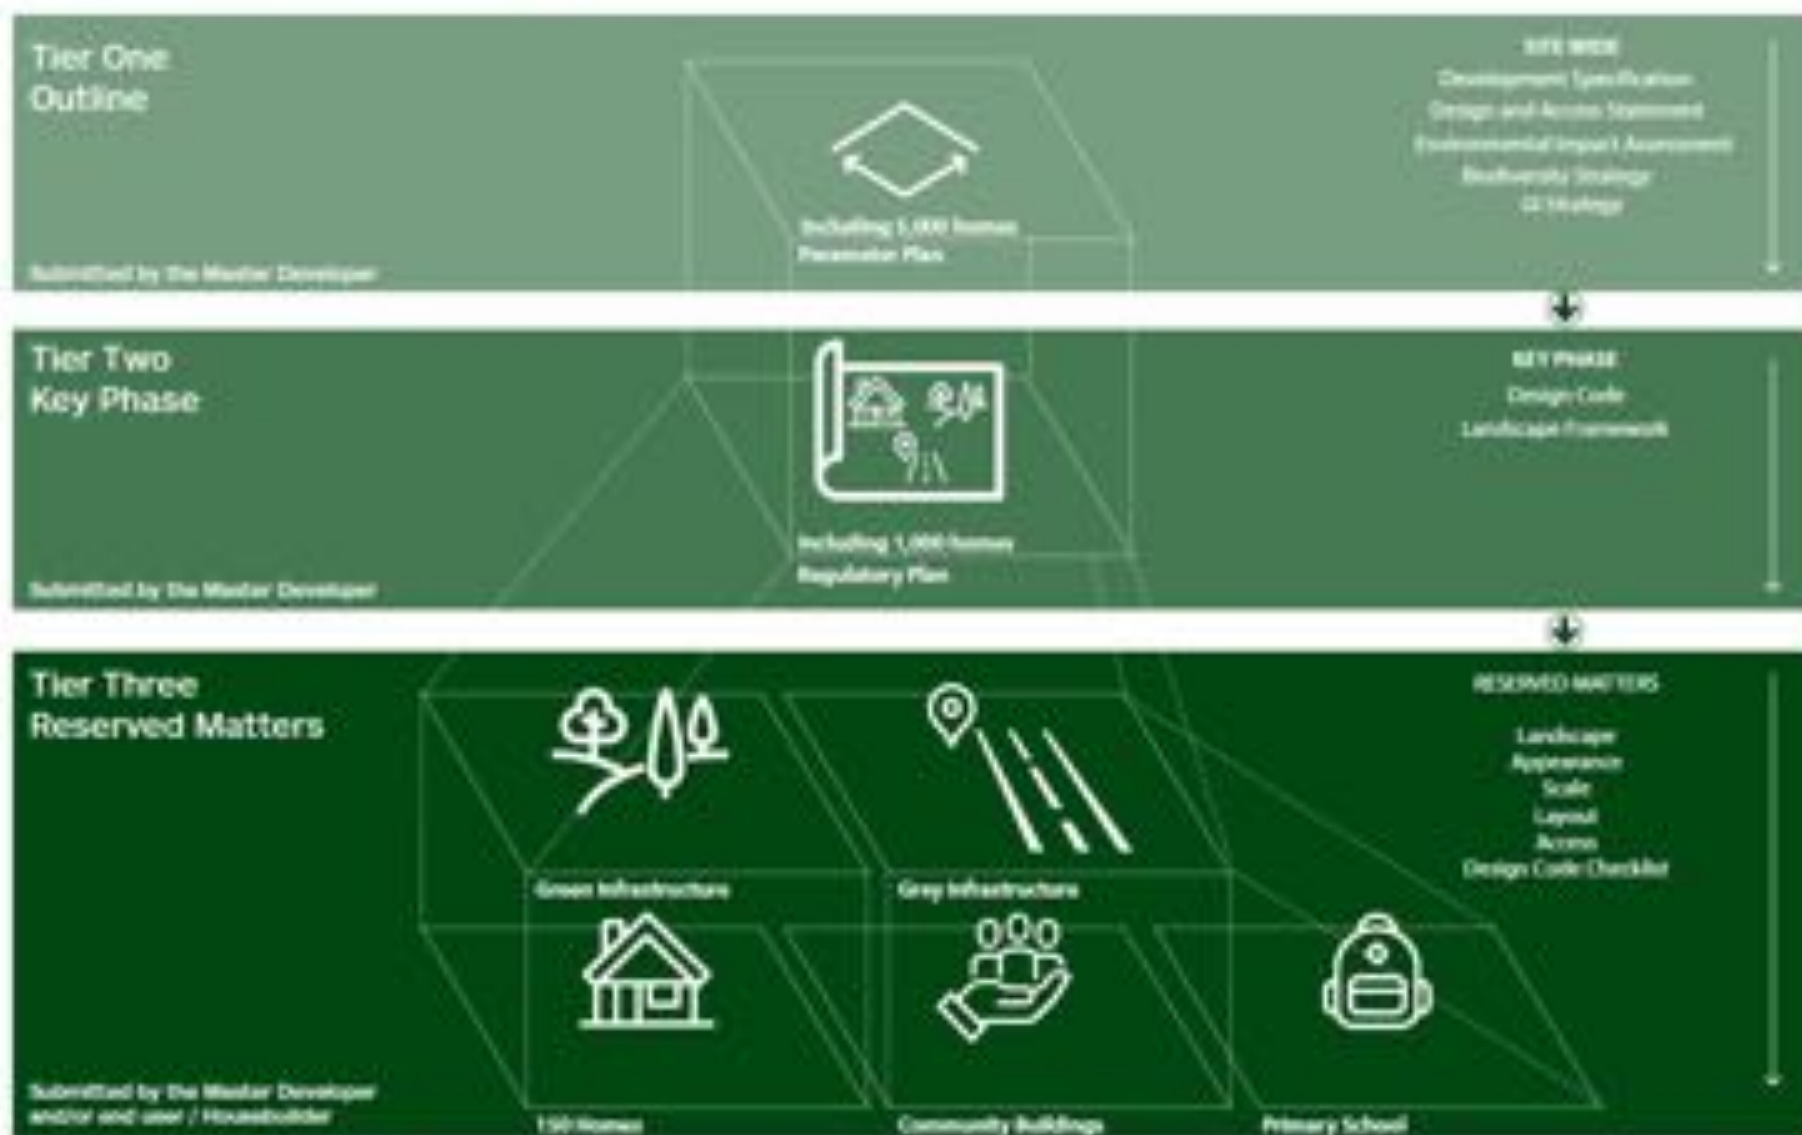 Tier One
Outline
Including 5,000 homes
Parameter Plan
Submitted by the Master Developer
SITE WIDE
Development Specification
Design and Access Statement
Environmental Impact Assessment
Biodiversity Strategy
GI Strategy
Tier Two
Key Phase
Including 1,000 homes
Regulatory Plan
Submitted by the Master Developer
KEY PHASE
Design Code
Landscape Framework
Tier Three
Reserved Matters
Green Infrastructure
Grey Infrastructure
150 Homes
Community Buildings
Primary School
Submitted by the Master Developer
and/or end user / Housebuilder
RESERVED MATTERS
Landscape
Appearance
Scale
Layout
Access
Design Code Checklist